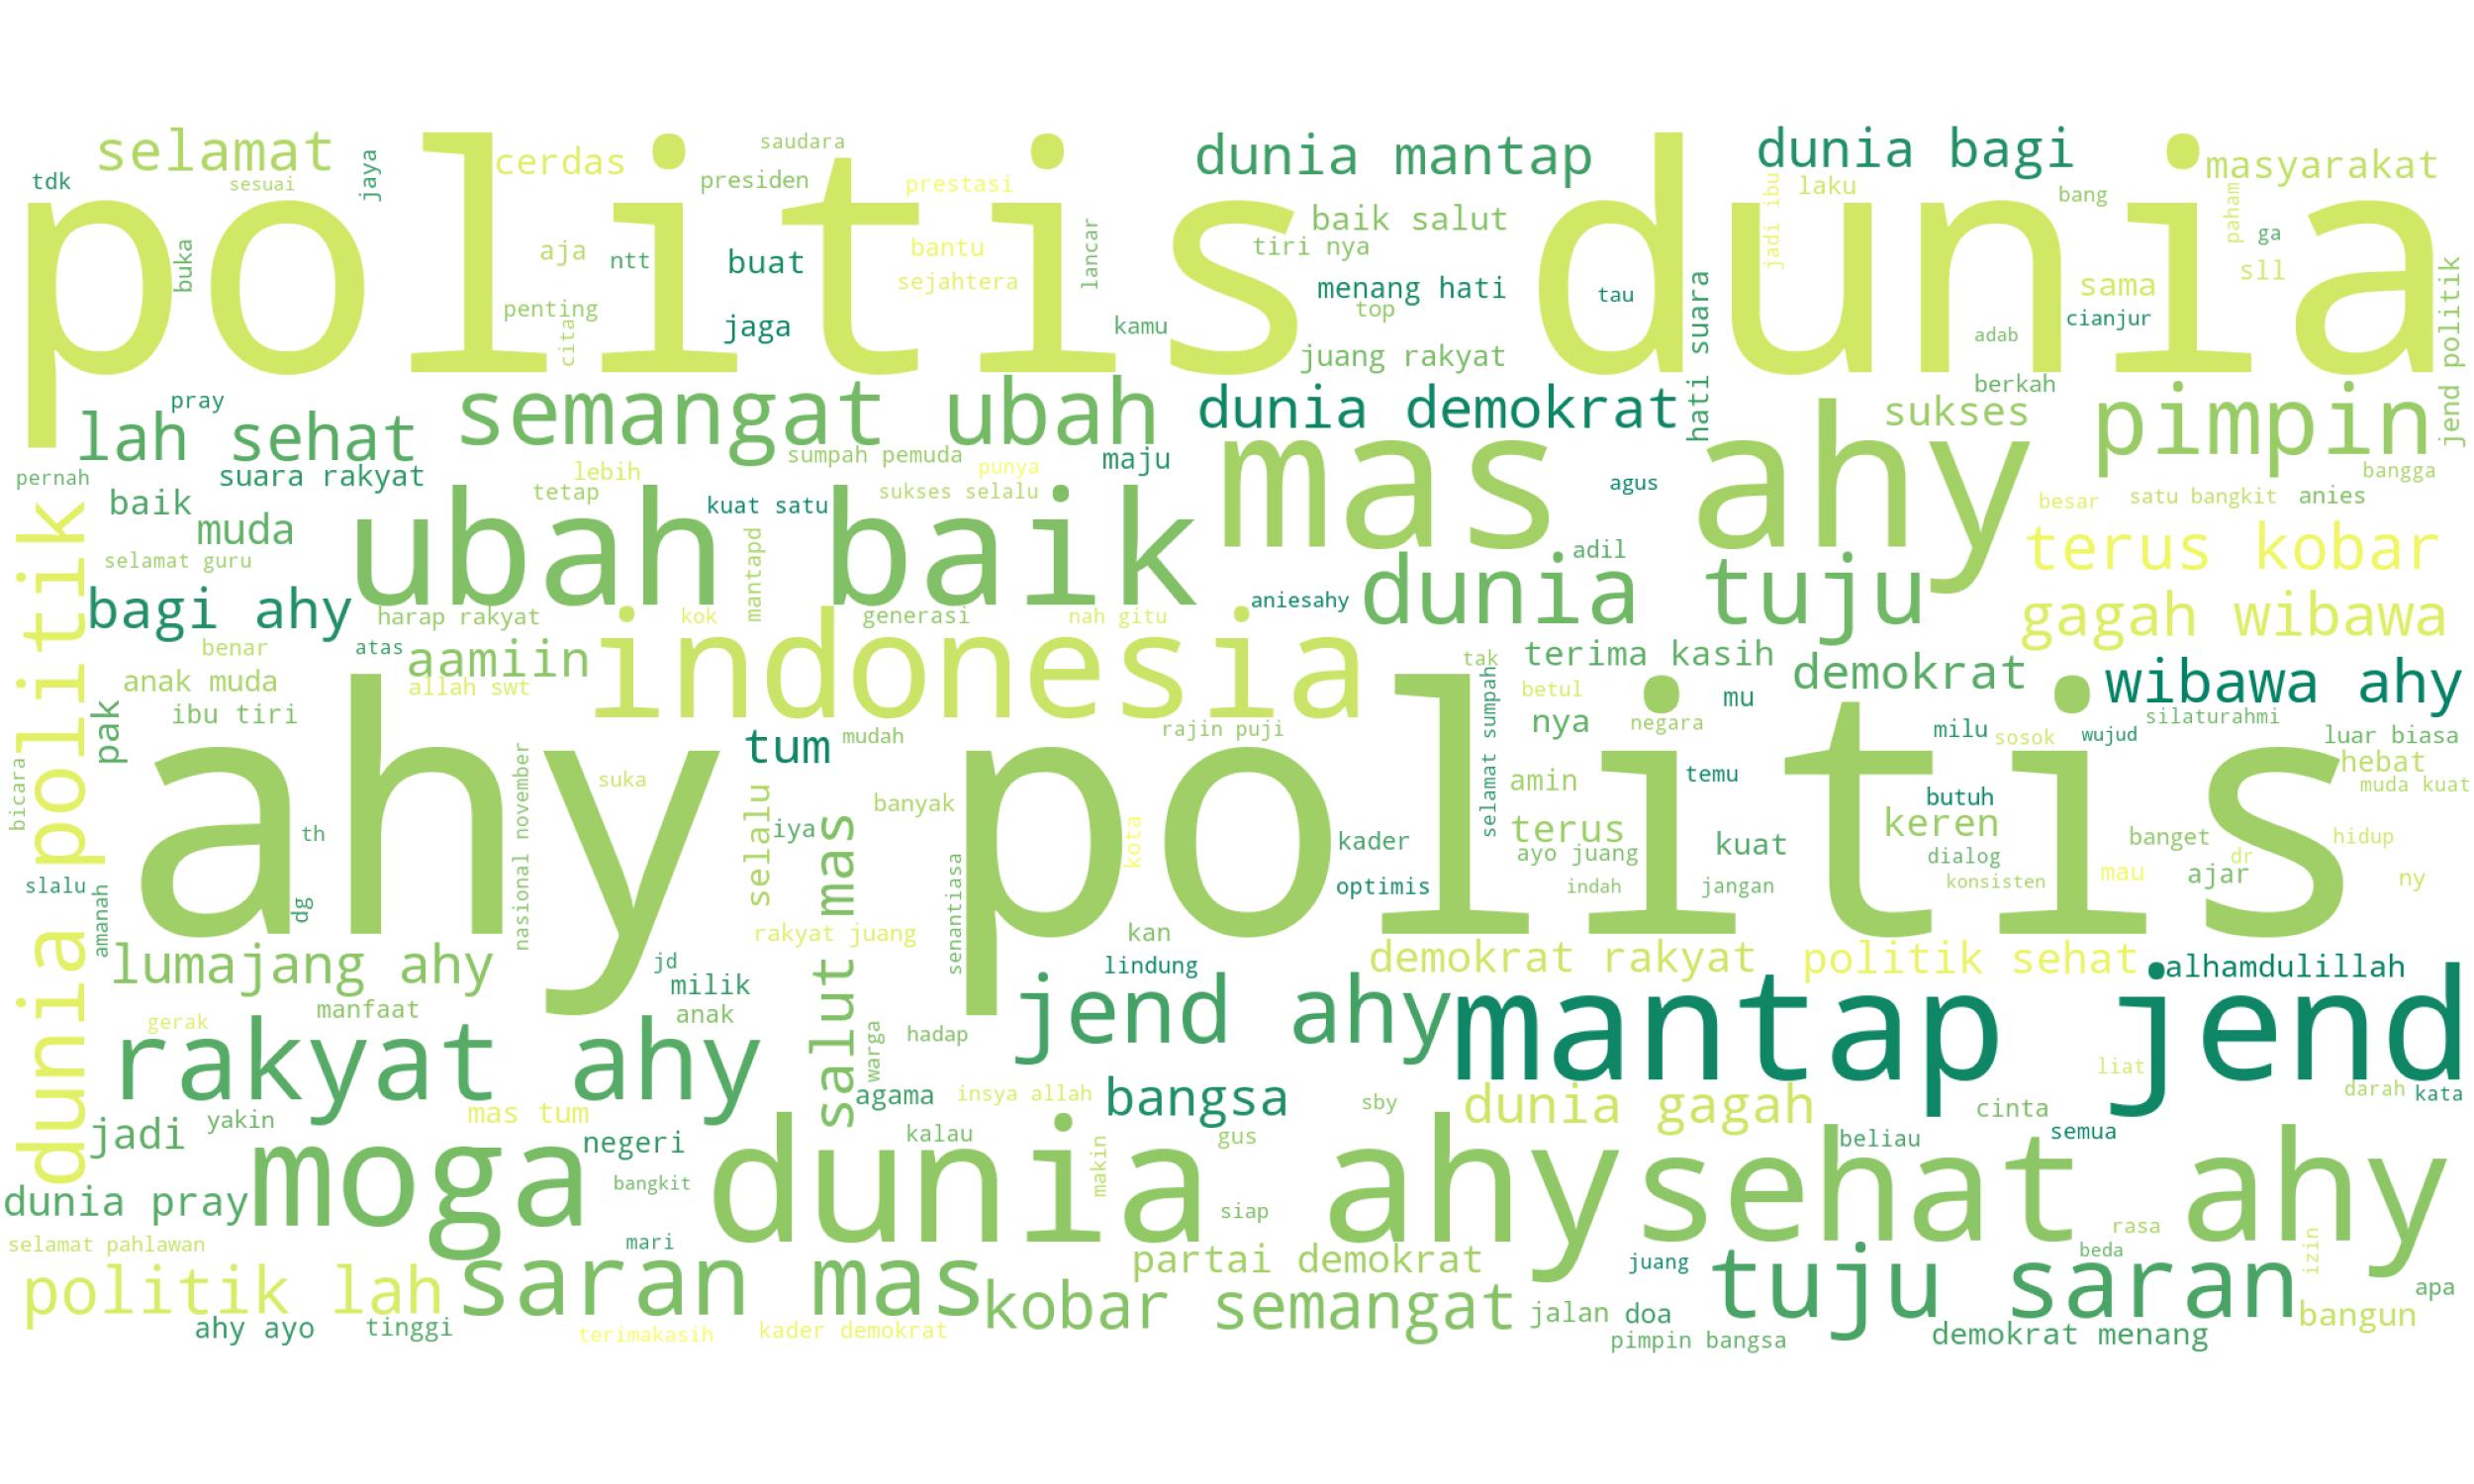 politis dunia
selamat
tdk
sesuai
jaya
cerdas
saudara
presiden
prestasi
dunia mantap
dunia bagi
masyarakat
laku
jadi ibu
bang
paham
ga
baik salut
tiri nya
buka
aja
ntt
buat
bantu
sejahtera
lancar
menang hati
top
tau
hati suara
sama
sll
cianjur
adab
jend politik
penting
cita
jaga
kamu
juang rakyat
berkah
pray
lah sehat
semangat ubah
dunia demokrat
sukses
pimpin
bangga
pernah
suara rakyat
lebih
sumpah pemuda
punya
maju
mas ahy
agus
besar
satu bangkit
anies
baik
tetap
kuat satu
sukses selalu
muda
ubah baik
mantapd
selamat guru
adil
terus kobar
dunia politik
bagi ahy
harap rakyat
kok
generasi
nah gitu
aniesahy
dunia tuju
gagah wibawa
benar
atas
aamiin
indonesia
tak
terima kasih
demokrat
wibawa ahy
anak muda
allah swt
selamat sumpah
betul
mu
ibu tiri
pak
rajin puji
nya
negara
milu
sosok
wujud
silaturahmi
luar biasa
ahy politis
tum
mudah
hebat
bicara
nasional november
suka
selalu
banyak
amin
temu
butuh
muda kuat
th
iya
salut mas
kota
kader
terus
ayo juang
kuat
keren
banget
hidup
dialog
dr
slalu
amanah
dg
senantiasa
optimis
indah
jangan
konsisten
mau
ajar
ny
rakyat juang
kan
lumajang ahy
jd
milik
lindung
demokrat rakyat
politik sehat
alhamdulillah
gerak
manfaat
anak
jend ahy
mantap jend
rakyat ahy
warga
hadap
liat
agama
insya allah
bangsa
sby
dunia gagah
cinta
darah
kata
jadi
yakin
mas tum
negeri
kalau
makin
gus
beliau
semua
moga
dunia ahy
sehat ahy
dunia pray
bangkit
siap
rasa
selamat pahlawan
mari
beda
izin
politik lah
saran mas
partai demokrat
juang
tuju saran
apa
kobar semangat
jalan
doa
bangun
ahy ayo
tinggi
terimakasih
kader demokrat
pimpin bangsa
demokrat menang